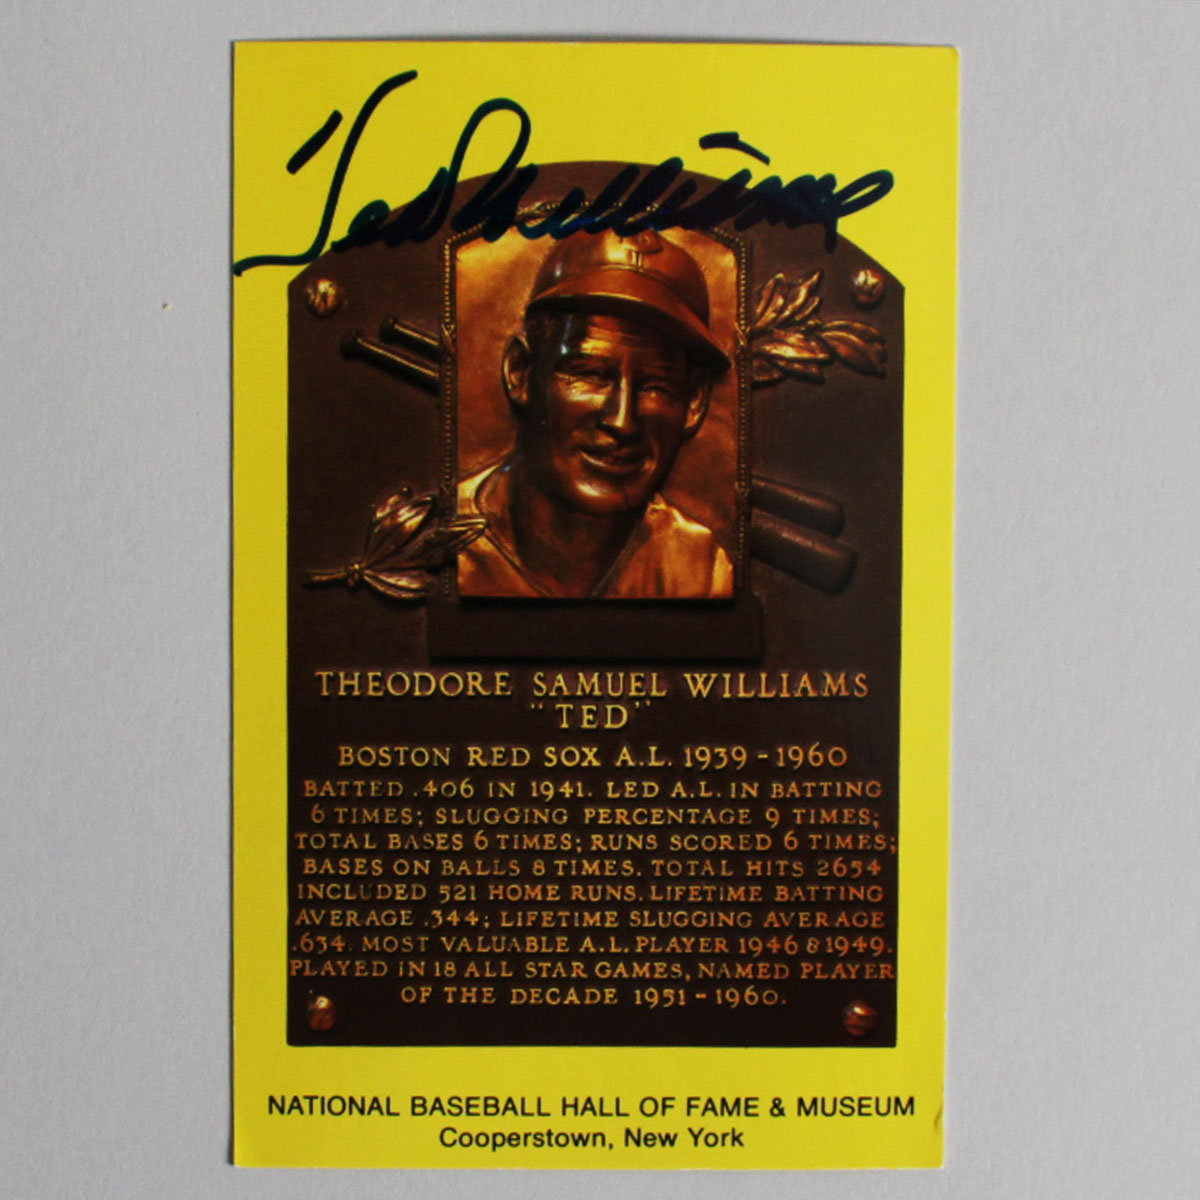 Ted Williams
THEODORE SAMUEL WILLIAMS
"TED"
BOSTON RED SOX A.L. 1939 - 1960
BATTED .406 IN 1941. LED A.L. IN BATTING
6 TIMES; SLUGGING PERCENTAGE 9 TIMES;
TOTAL BASES 6 TIMES; RUNS SCORED 6 TIMES;
BASES ON BALLS 8 TIMES. TOTAL HITS 2654
INCLUDED 521 HOME RUNS. LIFETIME BATTING
AVERAGE .344; LIFETIME SLUGGING AVERAGE
.634. MOST VALUABLE A.L. PLAYER 1946 & 1949.
PLAYED IN 18 ALL STAR GAMES, NAMED PLAYER
OF THE DECADE 1951 - 1960.
NATIONAL BASEBALL HALL OF FAME & MUSEUM
Cooperstown, New York